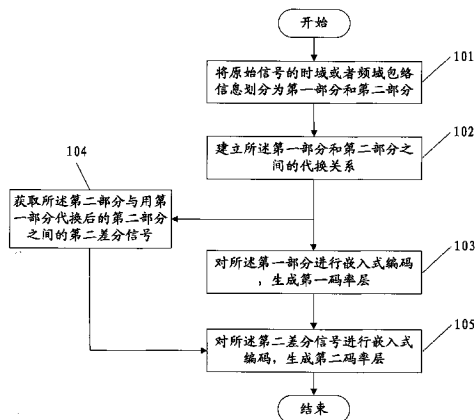 开始
101
将原始信号的时域或者频域包络
信息划分为第一部分和第二部分
102
建立所述第一部分和第二部分之
间的代换关系
104
获取所述第二部分与用第
一部分代换后的第二部分
之间的第二差分信号
103
对所述第一部分进行嵌入式编码
，生成第一码率层
105
对所述第二差分信号进行嵌入式
编码，生成第二码率层
结束